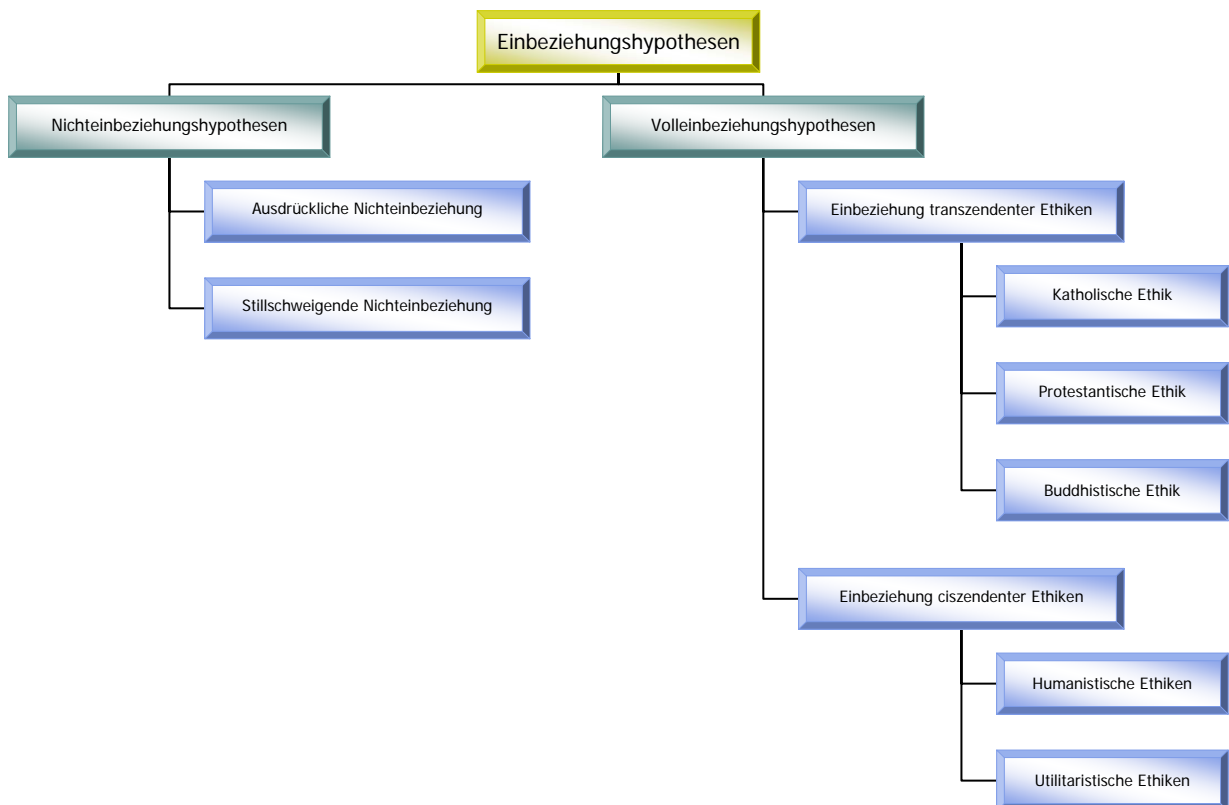 Einbeziehungshypothesen
Nichteinbeziehungshypothesen
Volleinbeziehungshypothesen
Ausdrückliche Nichteinbeziehung
Stillschweigende Nichteinbeziehung
Einbeziehung transzendenter Ethiken
Katholische Ethik
Protestantische Ethik
Buddhistische Ethik
Einbeziehung ciszendenter Ethiken
Humanistische Ethiken
Utilitaristische Ethiken